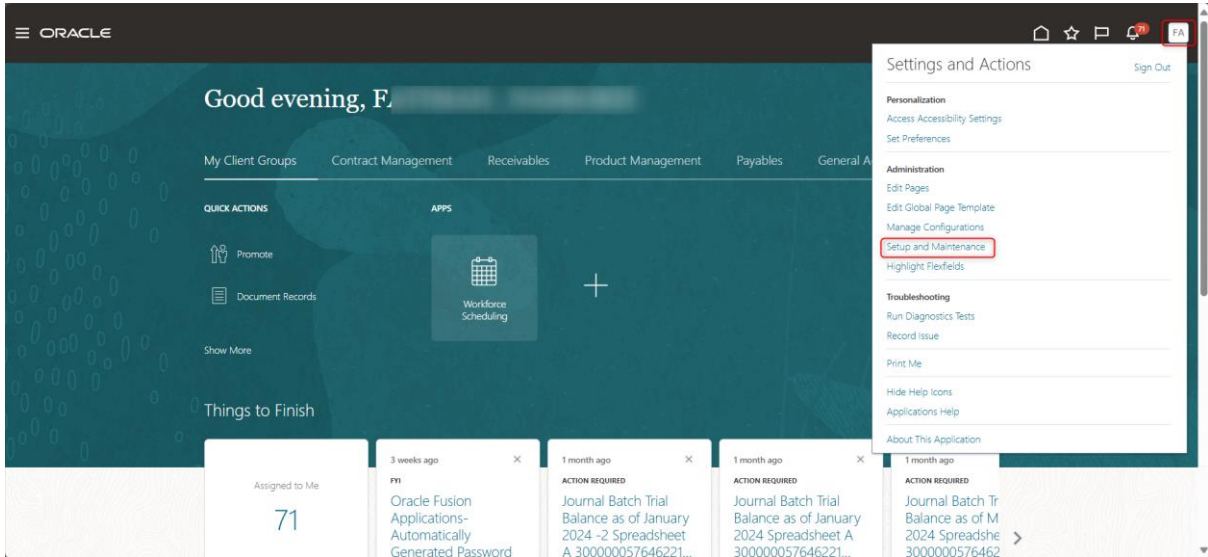 ORACLE
71
FA
Settings and Actions
Sign Out
Good evening, F
Personalization
Access Accessibility Settings
Set Preferences
My Client Groups Contract Management Receivables Product Management Payables General A
Administration
Edit Pages
Edit Global Page Template
Manage Configurations
Setup and Maintenance
Highlight Flexfields
QUICK ACTIONS
APPS
Promote
Document Records
Workforce
Scheduling
Show More
Troubleshooting
Run Diagnostics Tests
Record Issue
Print Me
Hide Help Icons
Applications Help
About This Application
Things to Finish
Assigned to Me
71
3 weeks ago
FYI
Oracle Fusion
Applications-
Automatically
Generated Password
1 month ago
ACTION REQUIRED
Journal Batch Trial
Balance as of January
2024 -2 Spreadsheet
A 300000057646221...
1 month ago
ACTION REQUIRED
Journal Batch Trial
Balance as of January
2024 Spreadsheet A
300000057646221...
1 month ago
ACTION REQUIRED
Journal Batch Tr
Balance as of M
2024 Spreadshe
300000057646